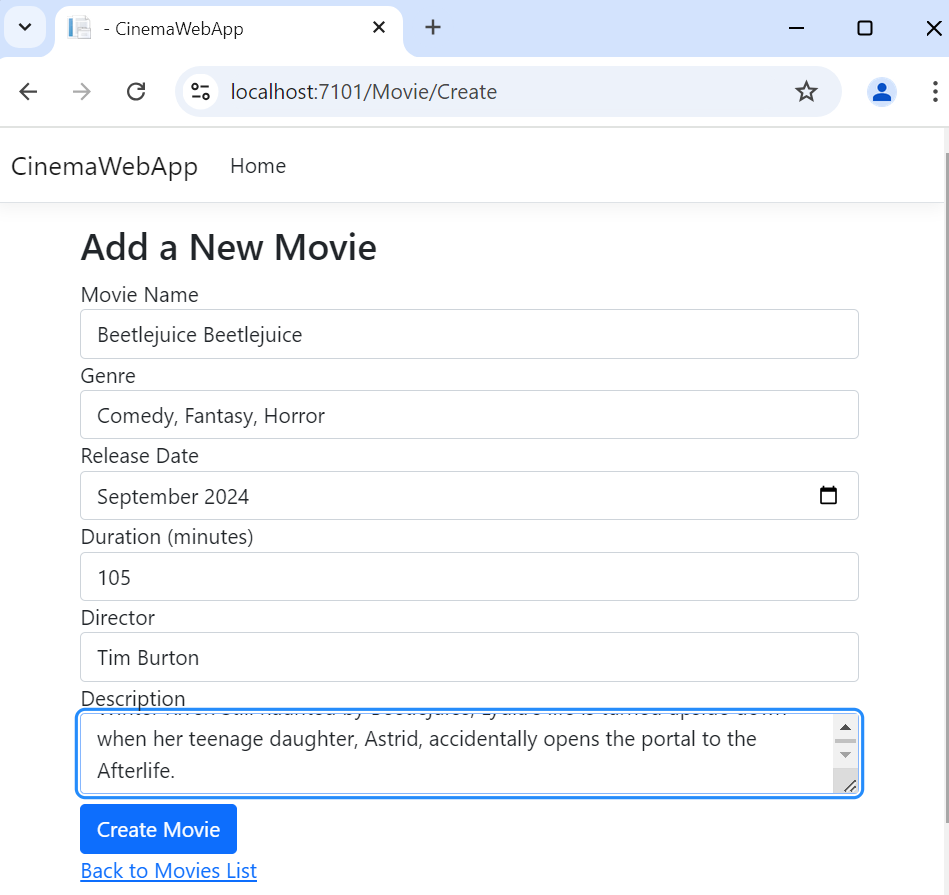 - CinemaWebApp
localhost:7101/Movie/Create
CinemaWebApp Home
Add a New Movie
Movie Name
Beetlejuice Beetlejuice
Genre
Comedy, Fantasy, Horror
Release Date
September 2024
Duration (minutes)
105
Director
Tim Burton
Description
when her teenage daughter, Astrid, accidentally opens the portal to the
Afterlife.
Create Movie
Back to Movies List